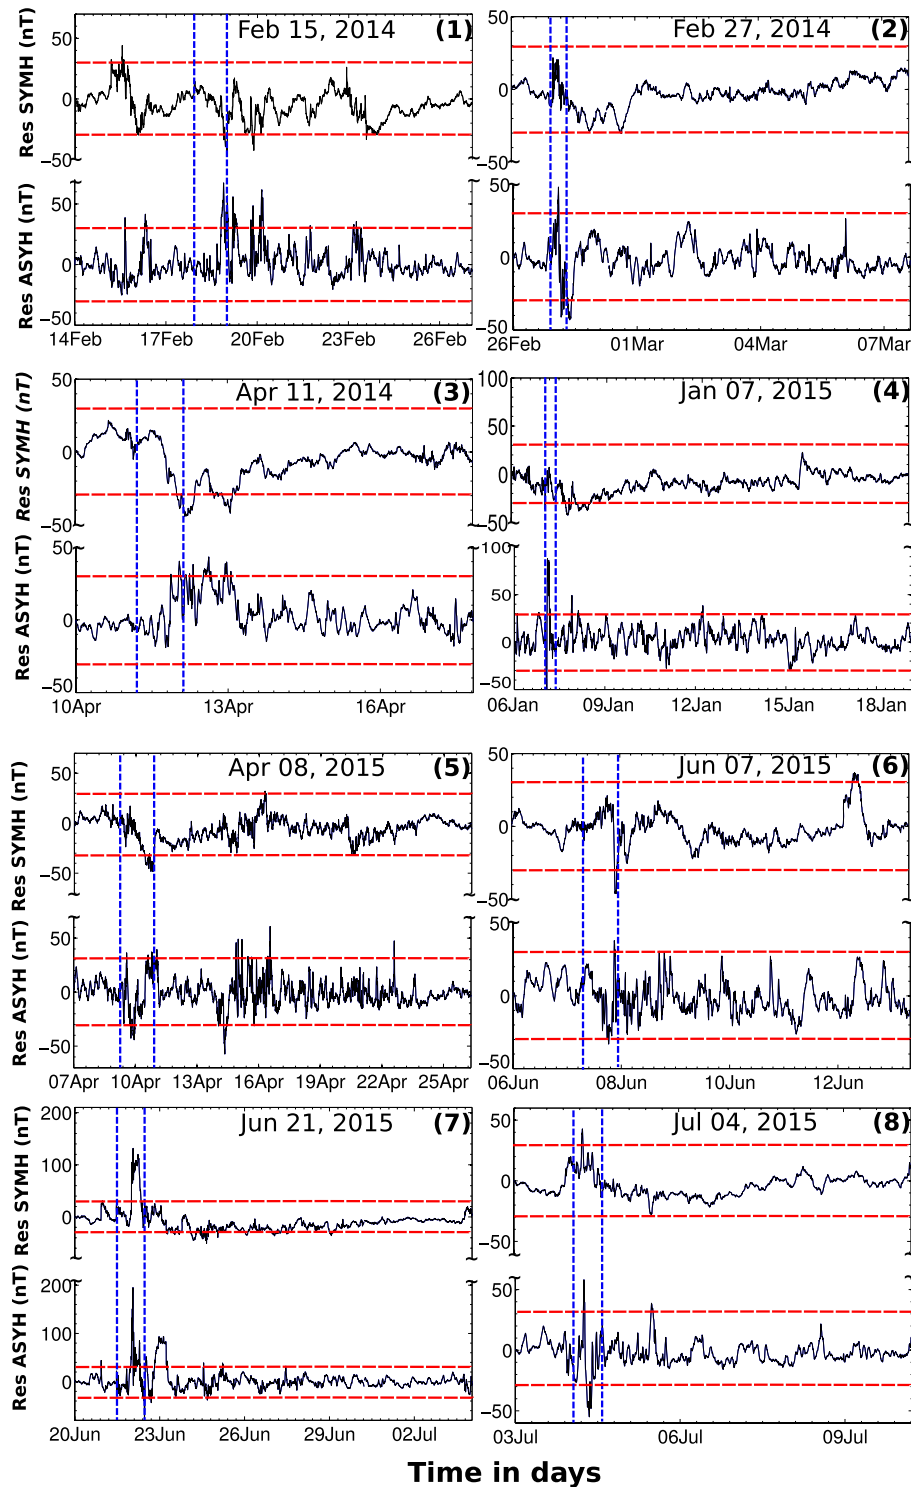 Feb 15, 2014 (1)
Res SYMH (nT)
50
0
−50
Res ASYH (nT)
50
0
−50
14Feb 17Feb 20Feb 23Feb 26Feb
Feb 27, 2014 (2)
50
0
−50
50
0
−50
26Feb 01Mar 04Mar 07Mar
Apr 11, 2014 (3)
Res SYMH (nT)
50
0
−50
Res ASYH (nT)
50
0
−50
10Apr 13Apr 16Apr
Jan 07, 2015 (4)
100
50
0
−50
100
50
0
−50
06Jan 09Jan 12Jan 15Jan 18Jan
Apr 08, 2015 (5)
Res SYMH (nT)
50
0
−50
Res ASYH (nT)
50
0
−50
07Apr 10Apr 13Apr 16Apr 19Apr 22Apr 25Apr
Jun 07, 2015 (6)
50
0
−50
50
0
−50
06Jun 08Jun 10Jun 12Jun
Jun 21, 2015 (7)
Res SYMH (nT)
200
100
0
Res ASYH (nT)
200
100
0
20Jun 23Jun 26Jun 29Jun 02Jul
Jul 04, 2015 (8)
50
0
−50
50
0
−50
03Jul 06Jul 09Jul
Time in days